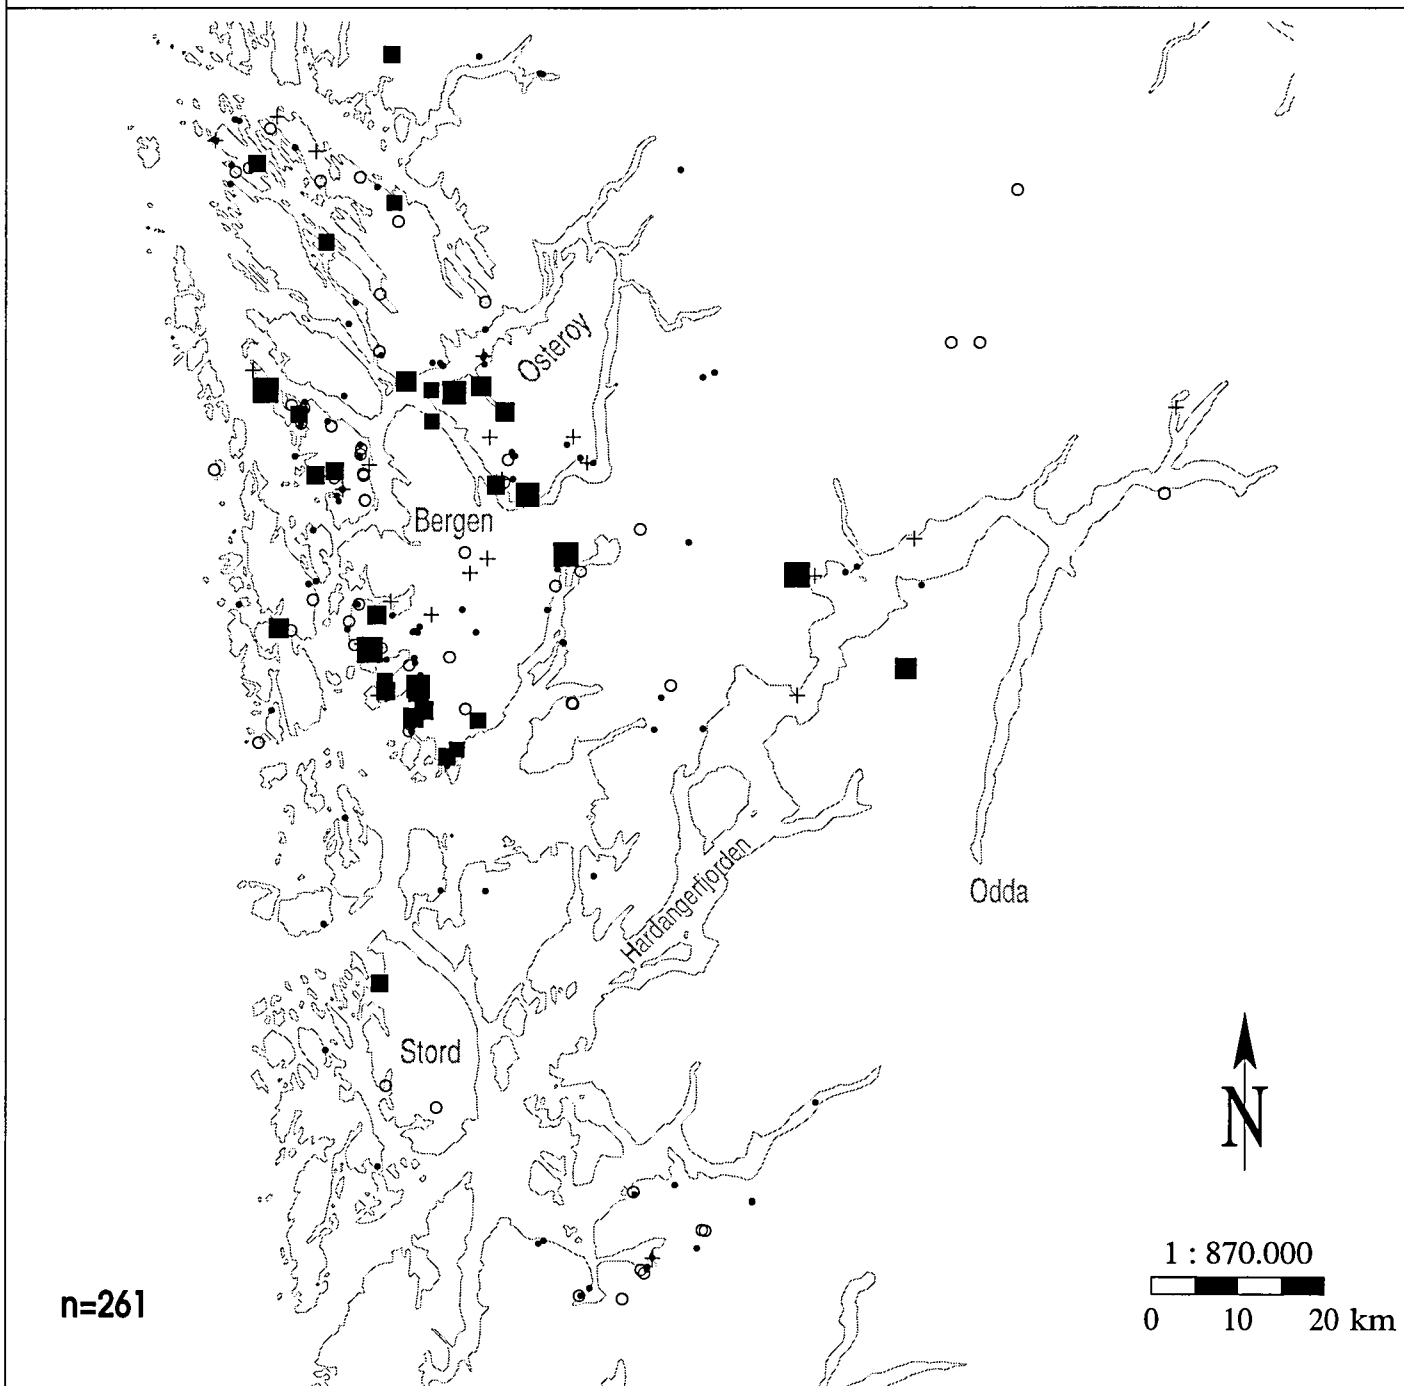 Osteroy
Bergen
Hardangerfjorden
Odda
Stord
N
1 : 870.000
0 10 20 km
n=261